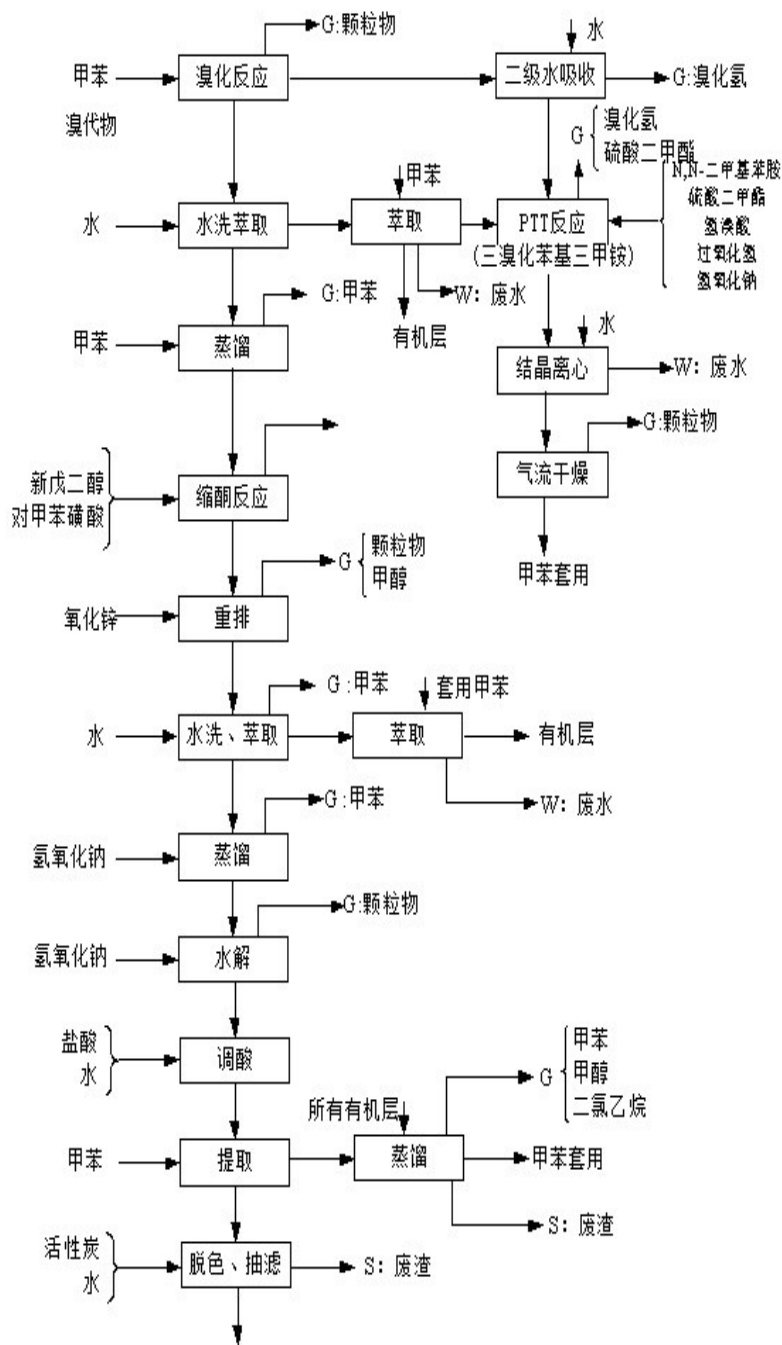 G:颗粒物
水
甲苯
溴化反应
二级水吸收
G:溴化氢
溴代物
G
溴化氢
硫酸二甲酯
甲苯
N,N-二甲基苯胺
硫酸二甲酯
氢溴酸
过氧化氢
氢氧化钠
水
水洗萃取
萃取
PTT反应
(三溴化苯基三甲铵)
G:甲苯
W: 废水
有机层
水
甲苯
蒸馏
结晶离心
W: 废水
G:颗粒物
新戊二醇
对甲苯磺酸
缩酮反应
气流干燥
G
颗粒物
甲醇
甲苯套用
氧化锌
重排
G:甲苯
套用甲苯
水
水洗、萃取
萃取
有机层
G:甲苯
W: 废水
氢氧化钠
蒸馏
G:颗粒物
氢氧化钠
水解
盐酸
水
调酸
G
甲苯
甲醇
二氯乙烷
所有有机层
甲苯
提取
蒸馏
甲苯套用
S: 废渣
活性炭
水
脱色、抽滤
S: 废渣